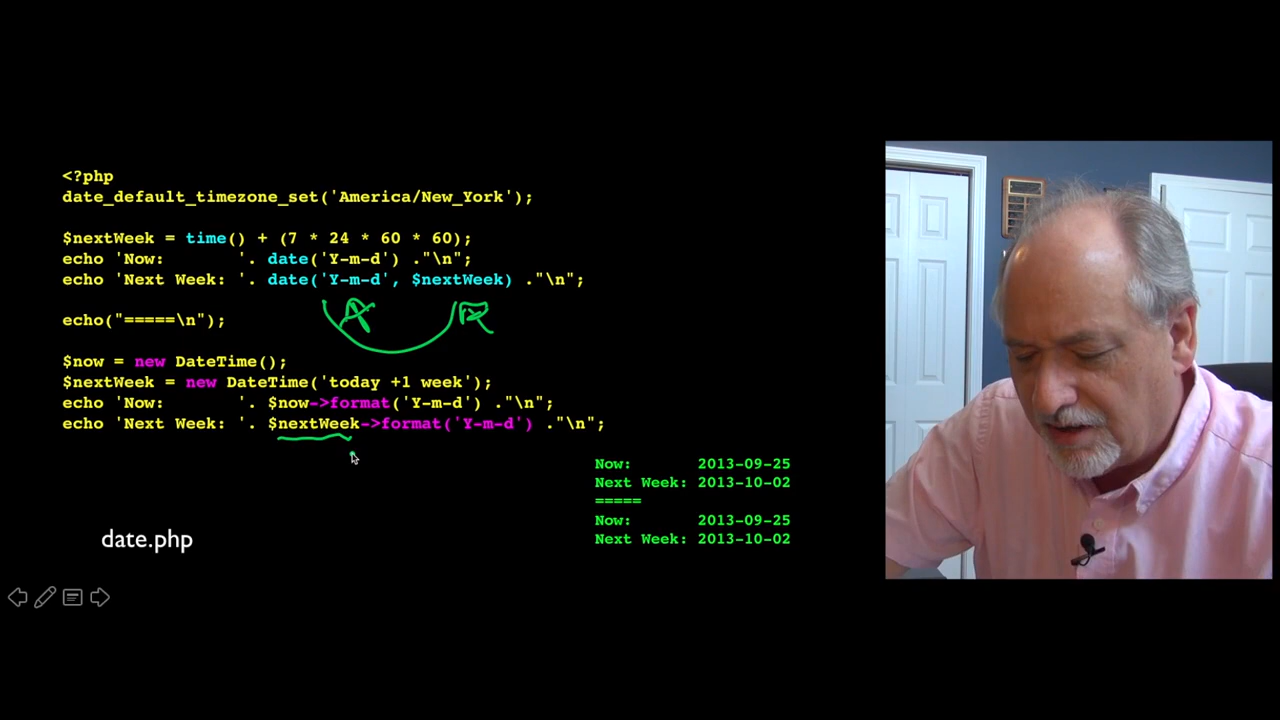 <?php
date_default_timezone_set('America/New_York');
$nextWeek = time() + (7 * 24 * 60 * 60);
echo 'Now:       '. date('Y-m-d') ."\n";
echo 'Next Week: '. date('Y-m-d', $nextWeek) ."\n";
echo("=====\n");
$now = new DateTime();
$nextWeek = new DateTime('today +1 week');
echo 'Now:       '. $now->format('Y-m-d') ."\n";
echo 'Next Week: '. $nextWeek->format('Y-m-d') ."\n";
Now:       2013-09-25
Next Week: 2013-10-02
=====
Now:       2013-09-25
Next Week: 2013-10-02
date.php